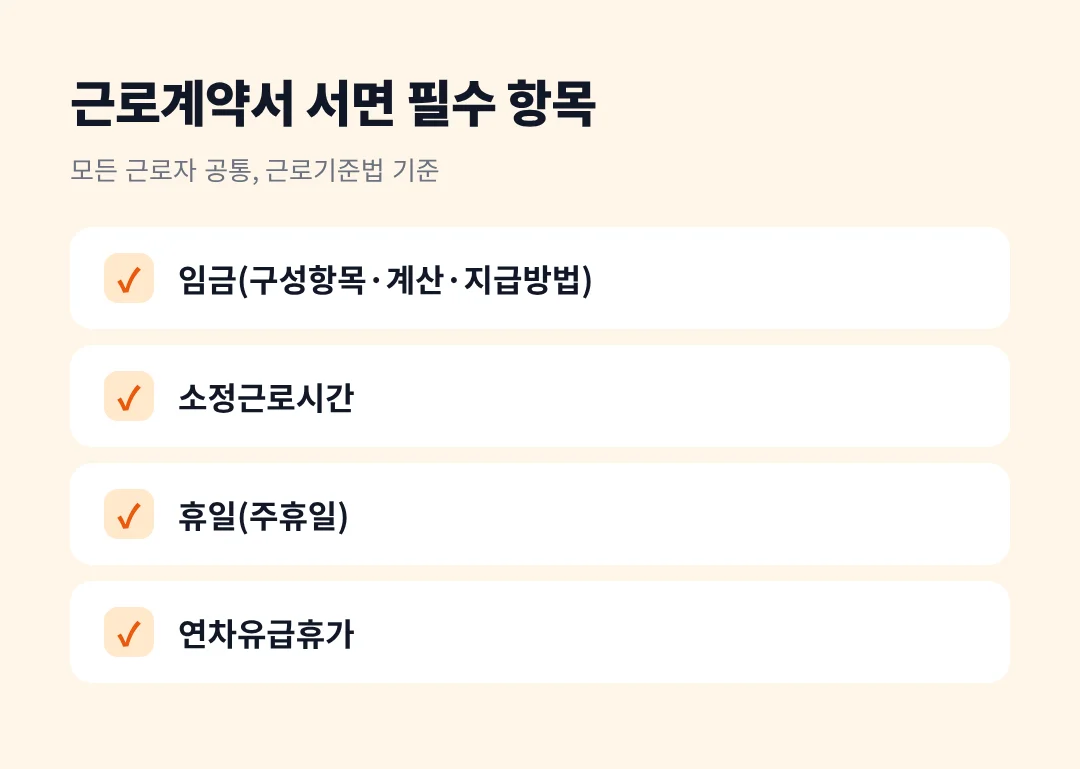 근로계약서 서면 필수 항목
모든 근로자 공통, 근로기준법 기준
✓ 임금(구성항목·계산·지급방법)
✓ 소정근로시간
✓ 휴일(주휴일)
✓ 연차유급휴가